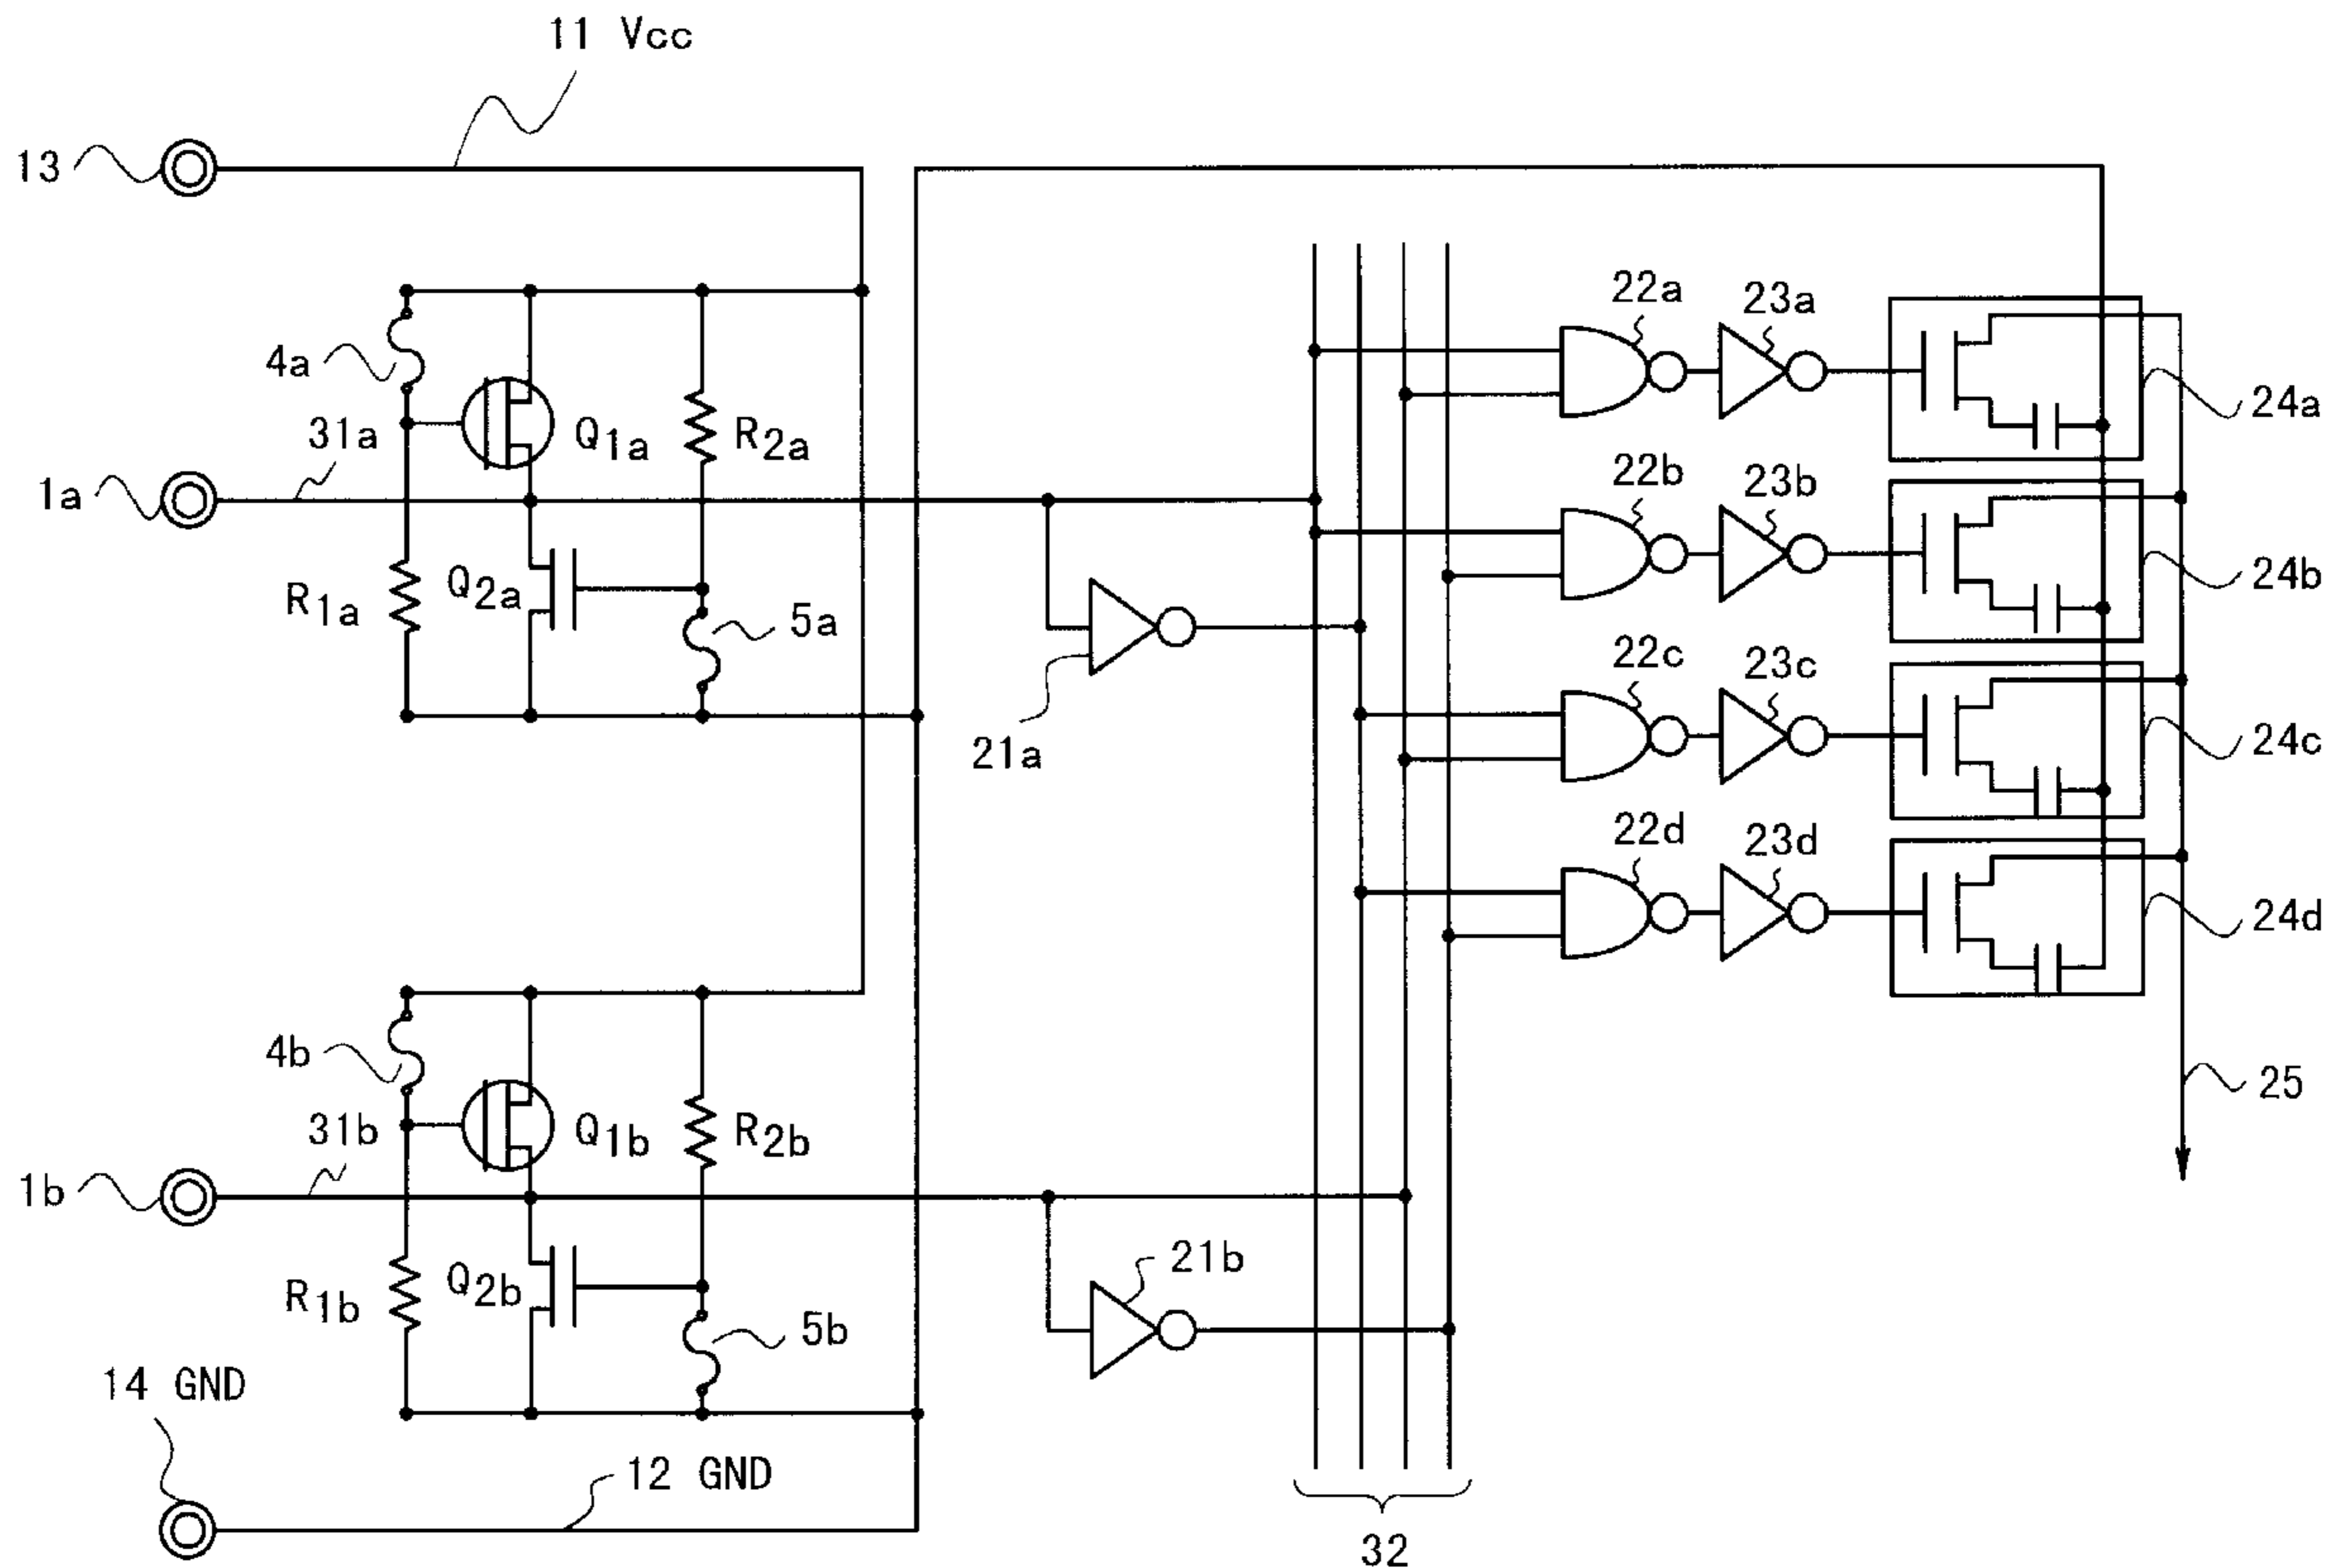 11 Vcc
13
22a
23a
4a
24a
31a
Q1a
R2a
22b
23b
1a
R1a
Q2a
5a
24b
22c
23c
21a
24c
22d
23d
24d
4b
25
31b
Q1b
R2b
1b
21b
R1b
Q2b
5b
14 GND
12 GND
32